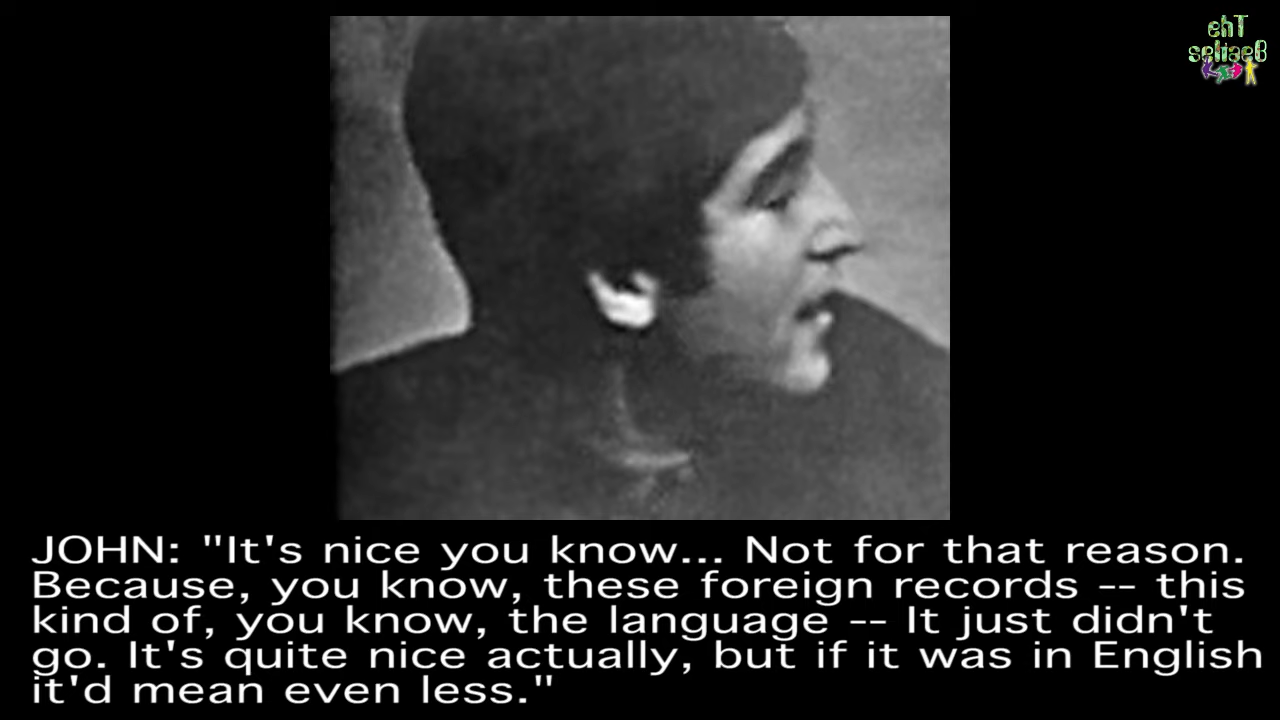 ehT
seltaeB
JOHN: "It's nice you know... Not for that reason.
Because, you know, these foreign records -- this
kind of, you know, the language -- It just didn't
go. It's quite nice actually, but if it was in English
it'd mean even less."